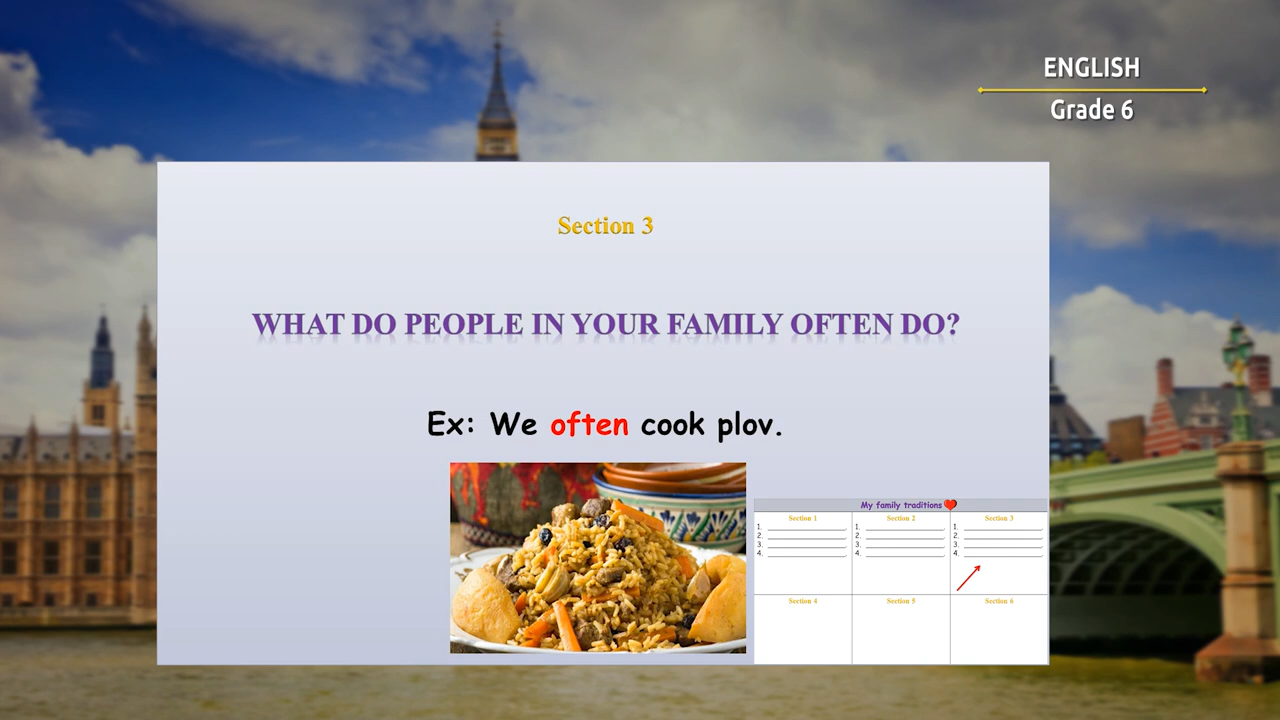 ENGLISH
Grade 6
Section 3
WHAT DO PEOPLE IN YOUR FAMILY OFTEN DO?
Ex: We often cook plov.
My family traditions
Section 1
1.
2.
3.
4.
Section 2
1.
2.
3.
4.
Section 3
1.
2.
3.
4.
Section 4
Section 5
Section 6